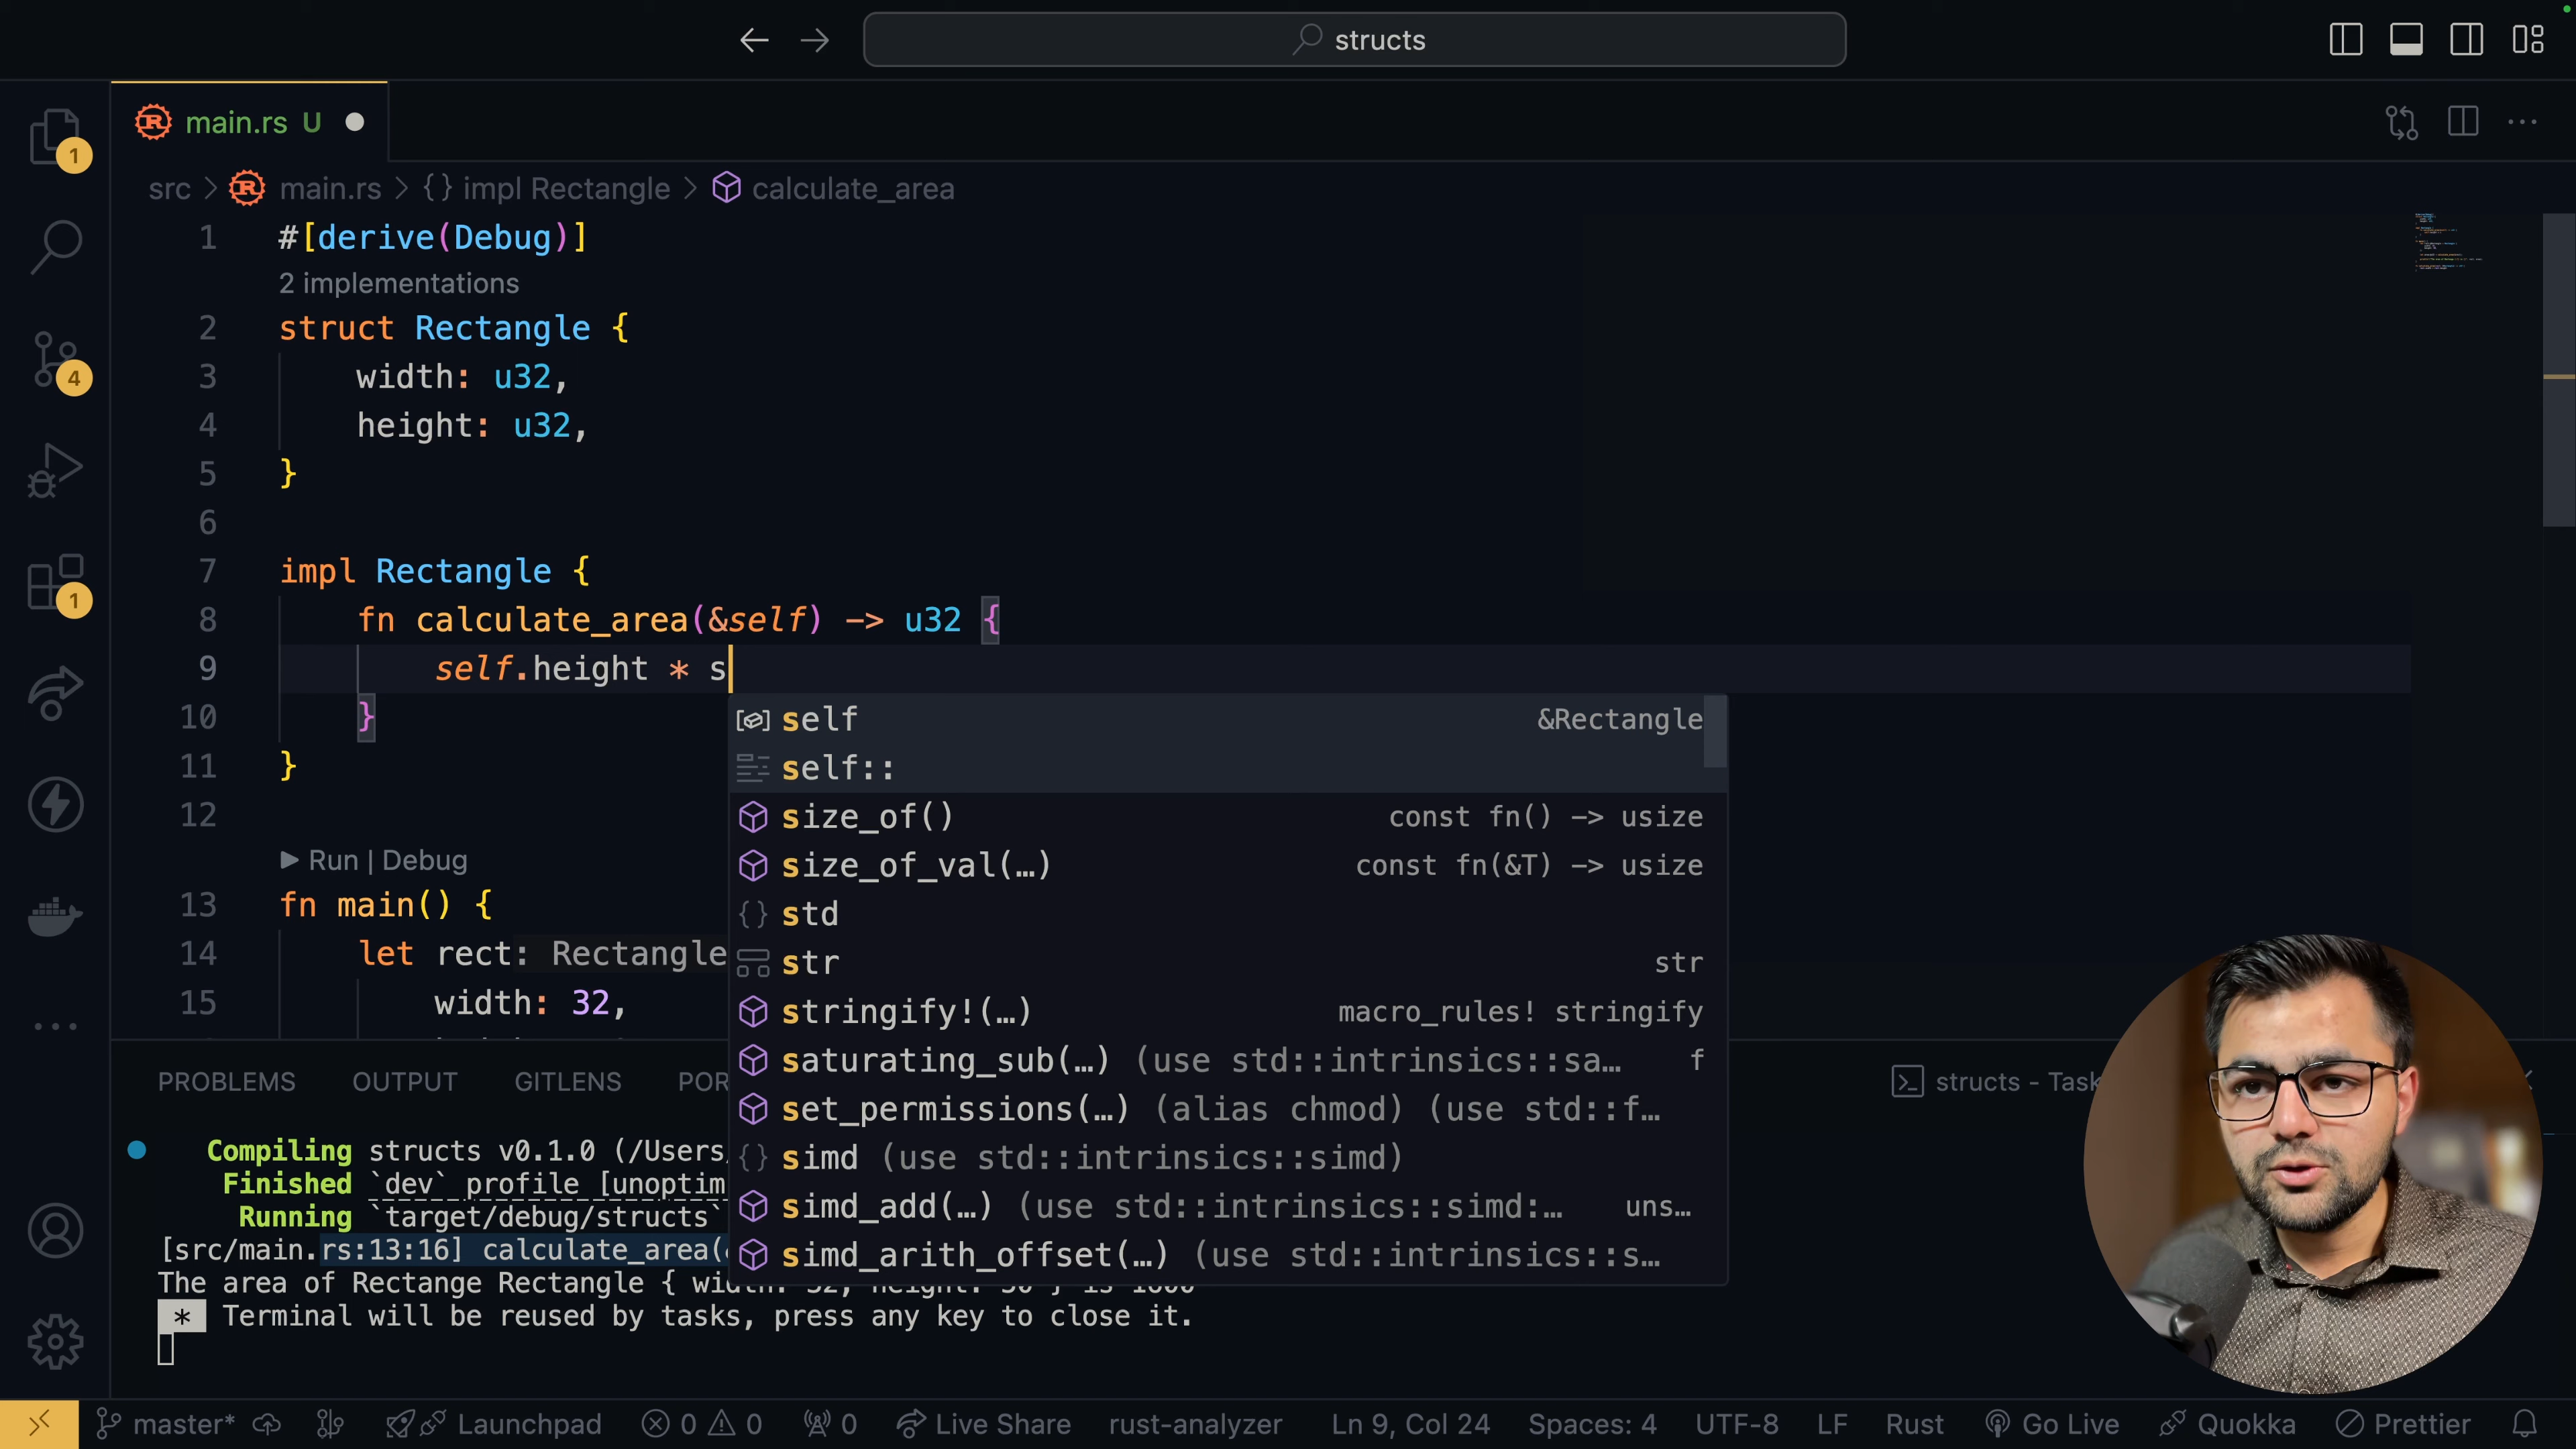 structs
main.rs U
src > main.rs > {} impl Rectangle > calculate_area
1 #[derive(Debug)]
2 implementations
2 struct Rectangle {
3 width: u32,
4 height: u32,
5 }
6
7 impl Rectangle {
8 fn calculate_area(&self) -> u32 {
9 self.height * s
10 }
11 }
12
self &Rectangle
self::
size_of() const fn() -> usize
size_of_val(…) const fn(&T) -> usize
std
str str
stringify!(…) macro_rules! stringify
saturating_sub(…) (use std::intrinsics::sa… f
set_permissions(…) (alias chmod) (use std::f…
simd (use std::intrinsics::simd)
simd_add(…) (use std::intrinsics::simd:… uns…
simd_arith_offset(…) (use std::intrinsics::s…
Run | Debug
13 fn main() {
14 let rect: Rectangle
15 width: 32,
PROBLEMS OUTPUT GITLENS POR
structs - Task
Compiling structs v0.1.0 (/Users/
Finished `dev` profile [unoptim
Running `target/debug/structs`
[src/main.rs:13:16] calculate_area(
The area of Rectange Rectangle {
* Terminal will be reused by tasks, press any key to close it.
master* Launchpad 0 0 0 Live Share rust-analyzer Ln 9, Col 24 Spaces: 4 UTF-8 LF Rust Go Live Quokka Prettier
1
4
1